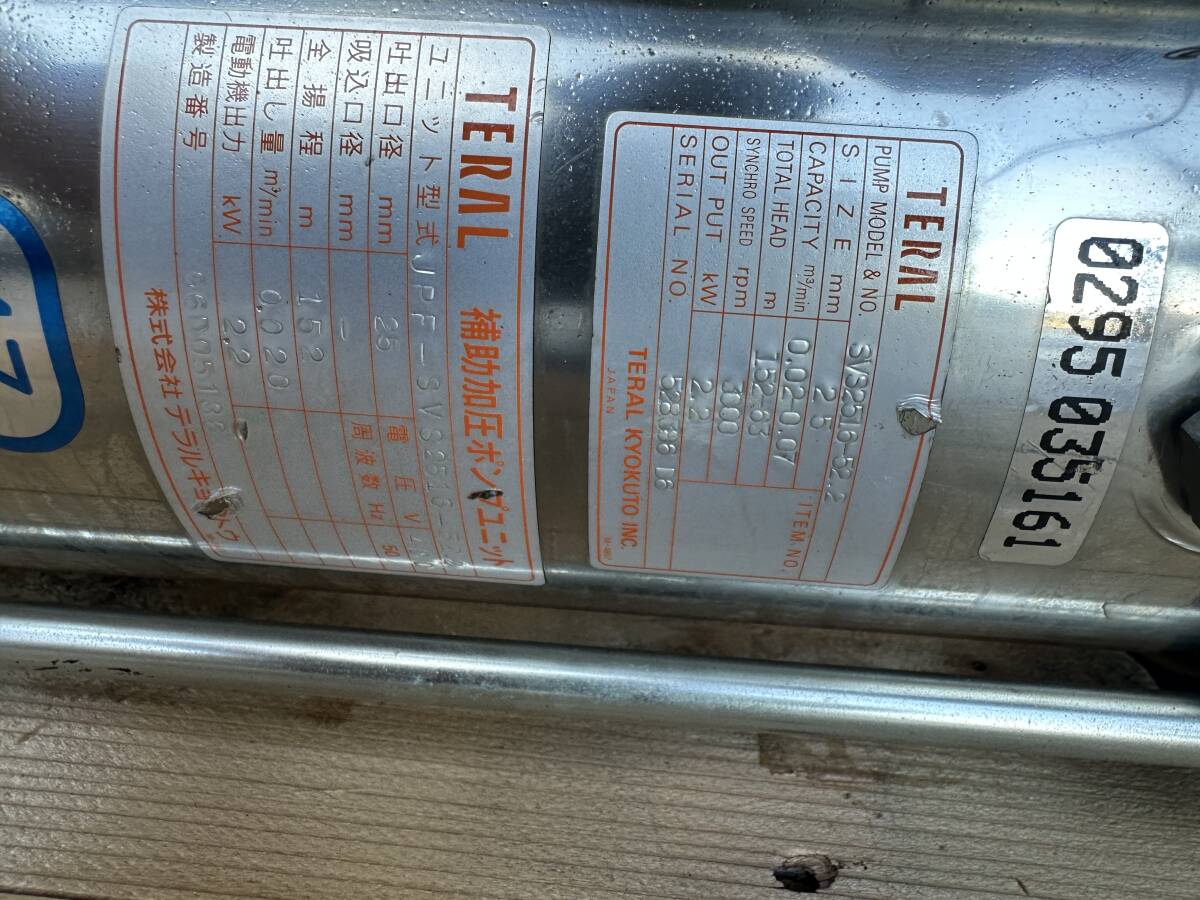 TERAL 補助加圧ポンプユニット
ユニット型式 JPF-SVS2516-
吐出口径 mm 25 電圧 V
吸込口径 mm - 周波数 Hz
全揚程 m 152
吐出し量 m³/min 0.020
電動機出力 kW 2.2
製造番号
株式会社テラルキョクトウ
TERAL
PUMP MODEL & NO. SVS2516-52.2
SIZE mm 25 ITEM NO.
CAPACITY m³/min 0.02 0.07
TOTAL HEAD m 152.63
SYNCHRO SPEED rpm 3000
OUT PUT kW 2.2
SERIAL NO.
TERAL KYOKUTO INC.
JAPAN
0295 035161
17